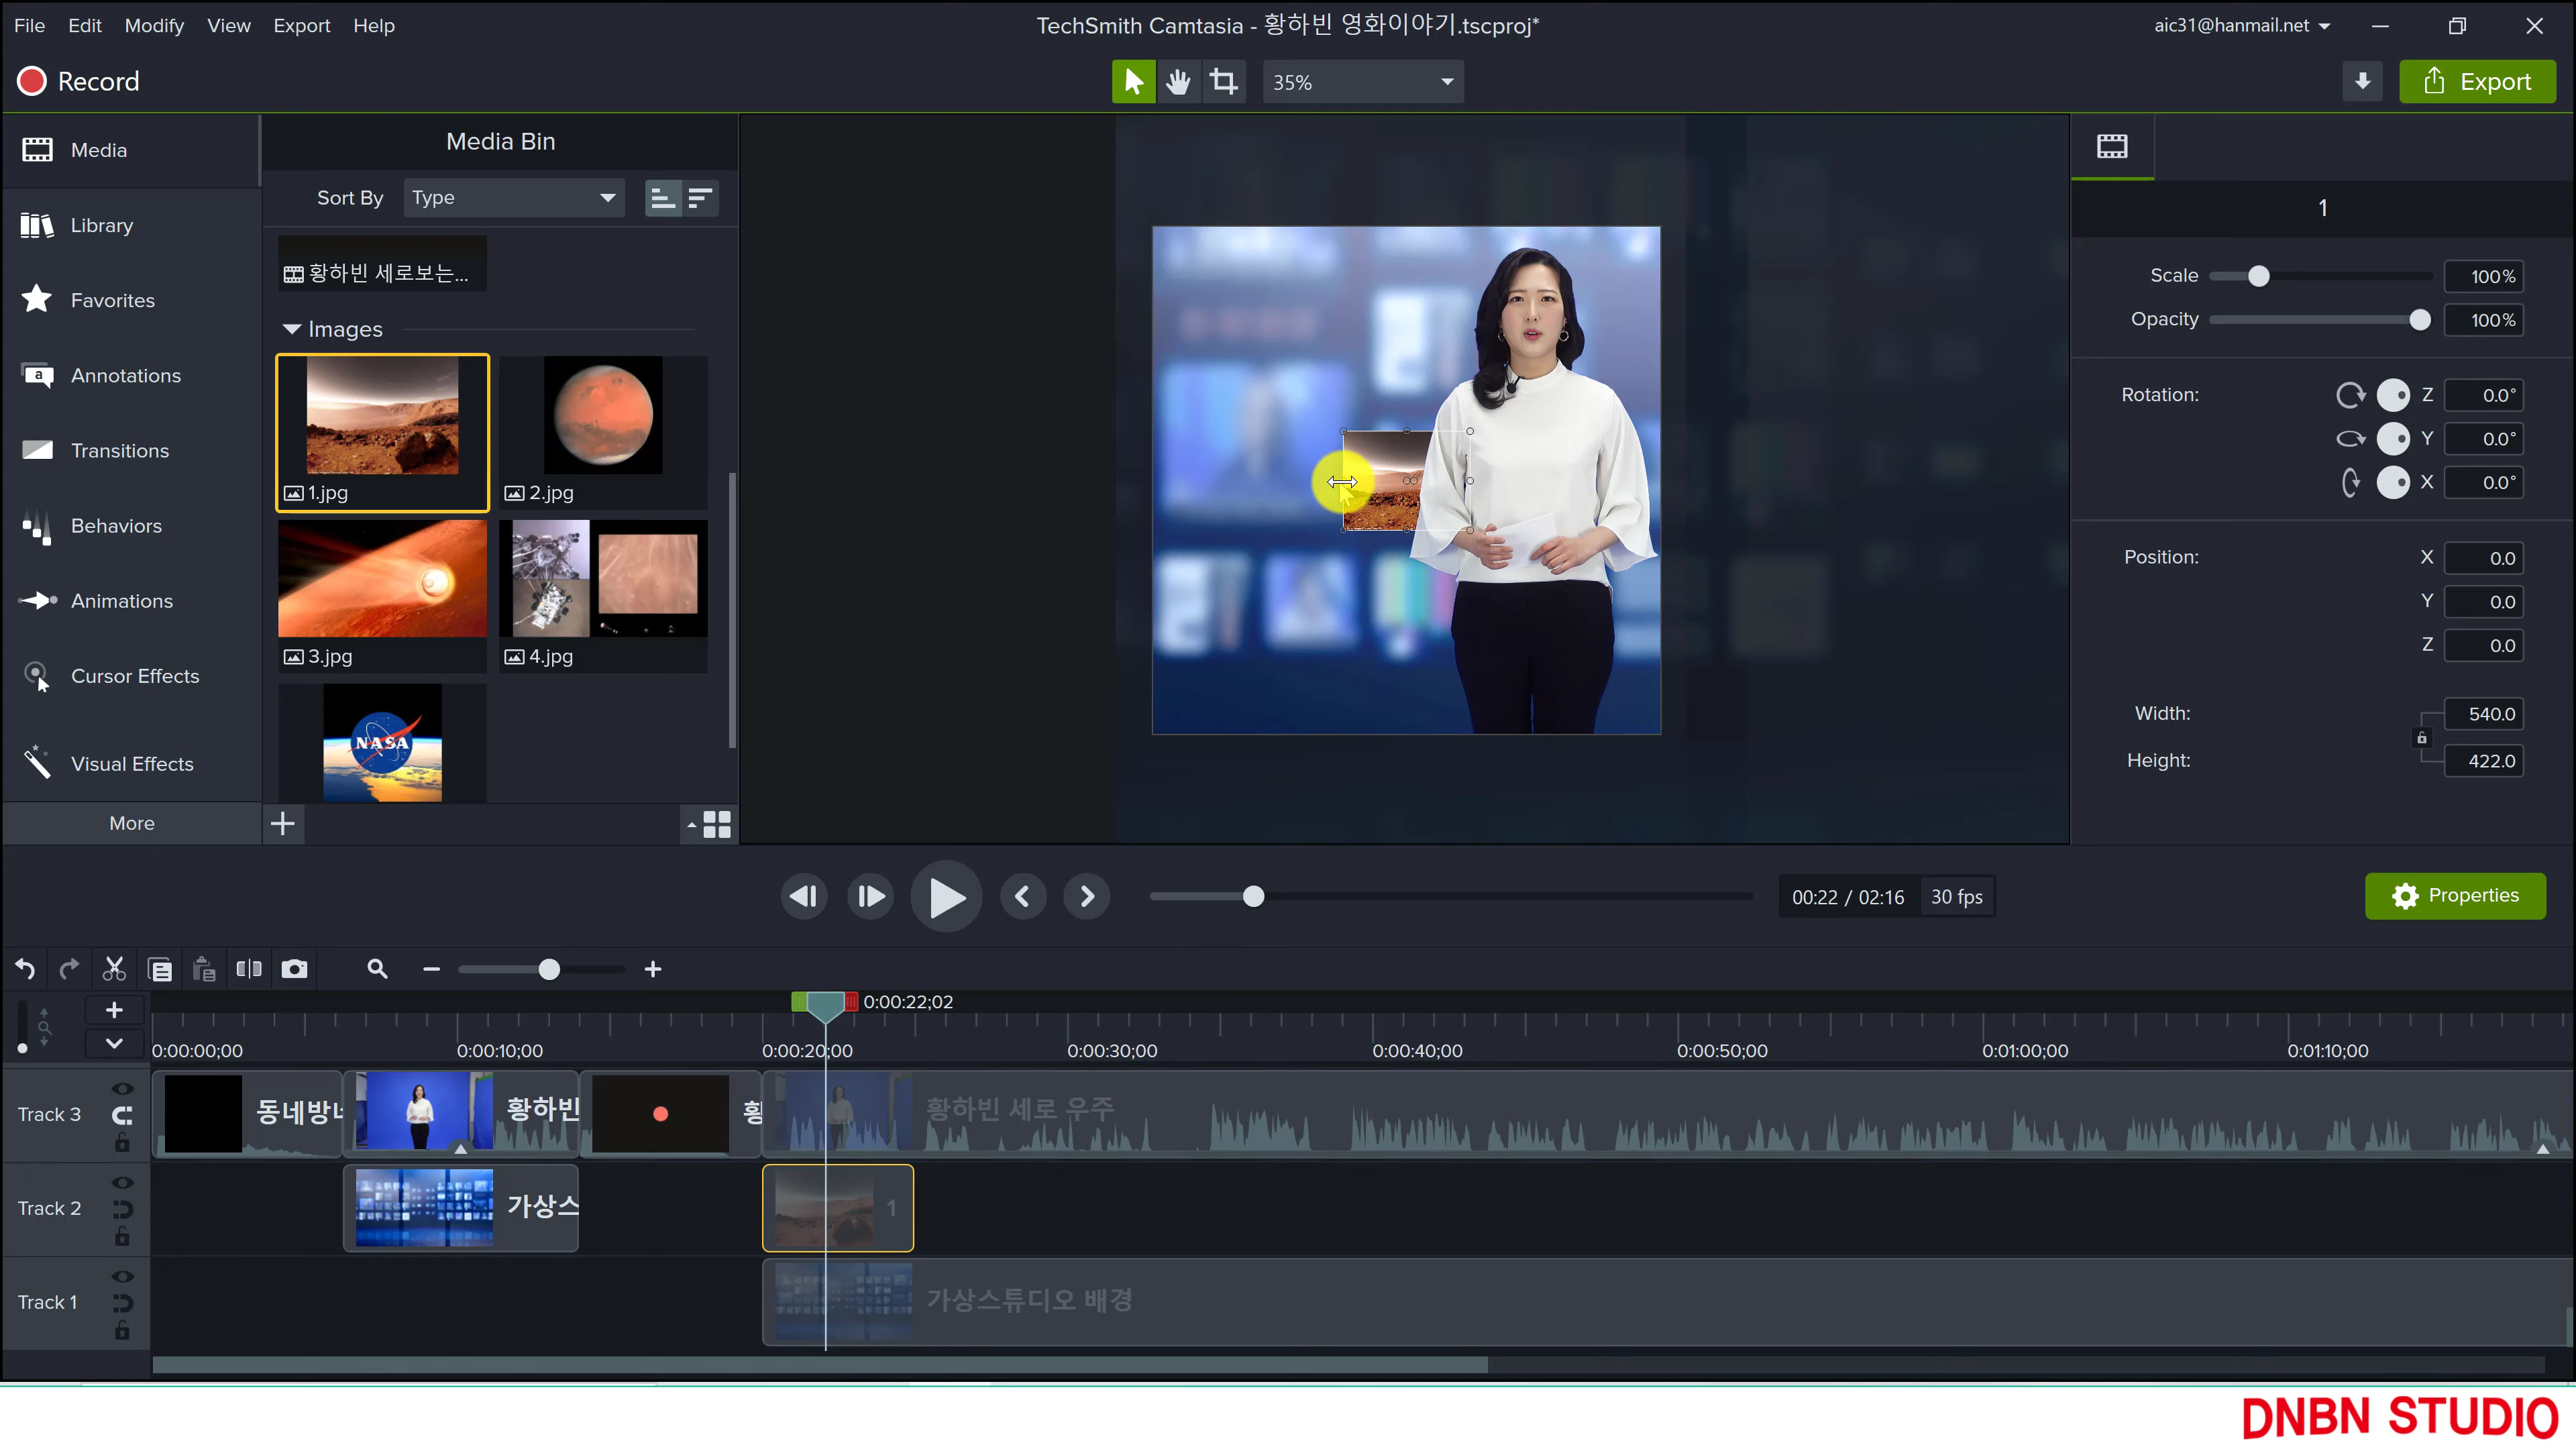 File Edit Modify View Export Help
TechSmith Camtasia - 황하빈 영화이야기.tscproj*
aic31@hanmail.net
Record
35%
Export
Media
Library
Favorites
Annotations
Transitions
Behaviors
Animations
Cursor Effects
Visual Effects
More
Media Bin
Sort By Type
황하빈 세로보는...
Images
1.jpg
2.jpg
3.jpg
4.jpg
NASA
1
Scale 100%
Opacity 100%
Rotation: Z 0.0°
Y 0.0°
X 0.0°
Position: X 0.0
Y 0.0
Z 0.0
Width: 540.0
Height: 422.0
00:22 / 02:16 30 fps
Properties
0:00:22;02
0:00:00;00 0:00:10;00 0:00:20;00 0:00:30;00 0:00:40;00 0:00:50;00 0:01:00;00 0:01:10;00
Track 3 동네방 황하빈 황 황하빈 세로 우주
Track 2 가상스 1
Track 1 가상스튜디오 배경
DNBN STUDIO